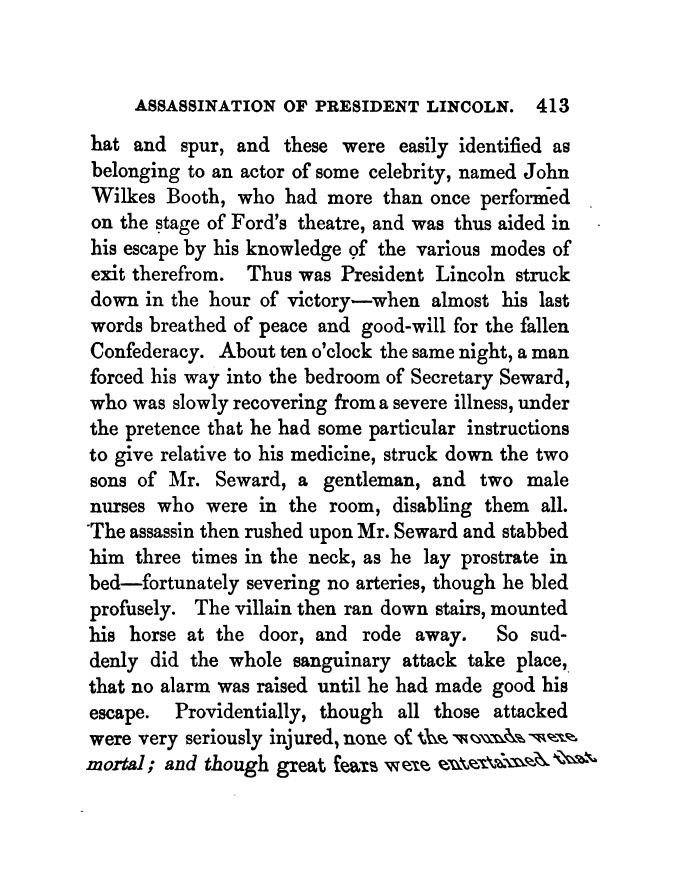 ASSASSINATION OF PRESIDENT LINCOLN. 413
hat and spur, and these were easily identified as
belonging to an actor of some celebrity, named John
Wilkes Booth, who had more than once performed
on the stage of Ford's theatre, and was thus aided in
his escape by his knowledge of the various modes of
exit therefrom. Thus was President Lincoln struck
down in the hour of victory—when almost his last
words breathed of peace and good-will for the fallen
Confederacy. About ten o'clock the same night, a man
forced his way into the bedroom of Secretary Seward,
who was slowly recovering from a severe illness, under
the pretence that he had some particular instructions
to give relative to his medicine, struck down the two
sons of Mr. Seward, a gentleman, and two male
nurses who were in the room, disabling them all.
The assassin then rushed upon Mr. Seward and stabbed
him three times in the neck, as he lay prostrate in
bed—fortunately severing no arteries, though he bled
profusely. The villain then ran down stairs, mounted
his horse at the door, and rode away. So sud-
denly did the whole sanguinary attack take place,
that no alarm was raised until he had made good his
escape. Providentially, though all those attacked
were very seriously injured, none of the wounds were
mortal; and though great fears were entertained that